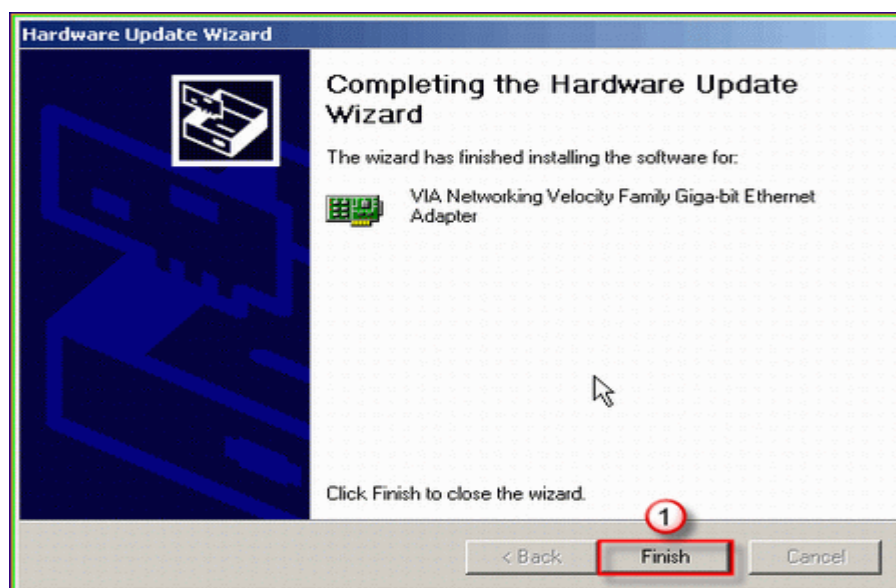 Hardware Update Wizard
Completing the Hardware Update
Wizard
The wizard has finished installing the software for:
VIA Networking Velocity Family Giga-bit Ethernet
Adapter
Click Finish to close the wizard.
1
< Back Finish Cancel